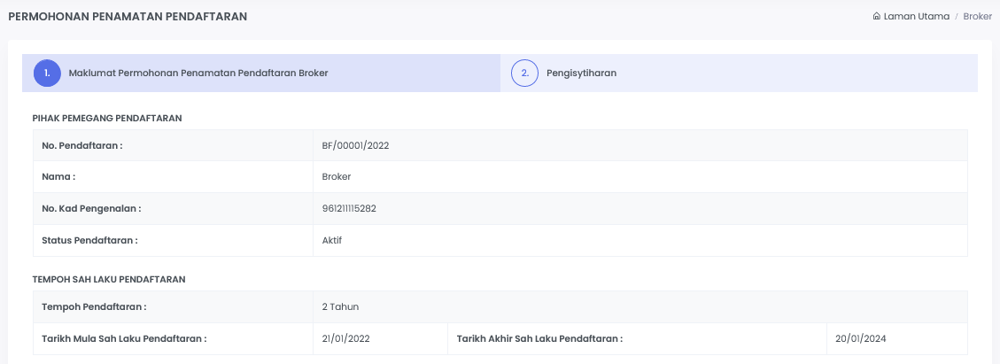 PERMOHONAN PENAMATAN PENDAFTARAN
Laman Utama / Broker
1. Maklumat Permohonan Penamatan Pendaftaran Broker
2. Pengisytiharan
PIHAK PEMEGANG PENDAFTARAN
No. Pendaftaran : BF/00001/2022
Nama : Broker
No. Kad Pengenalan : 961211115282
Status Pendaftaran : Aktif
TEMPOH SAH LAKU PENDAFTARAN
Tempoh Pendaftaran : 2 Tahun
Tarikh Mula Sah Laku Pendaftaran : 21/01/2022 Tarikh Akhir Sah Laku Pendaftaran : 20/01/2024